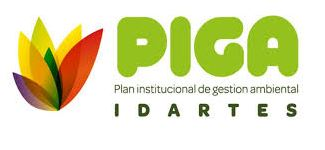 PIGA
Plan institucional de gestion ambiental
IDARTES